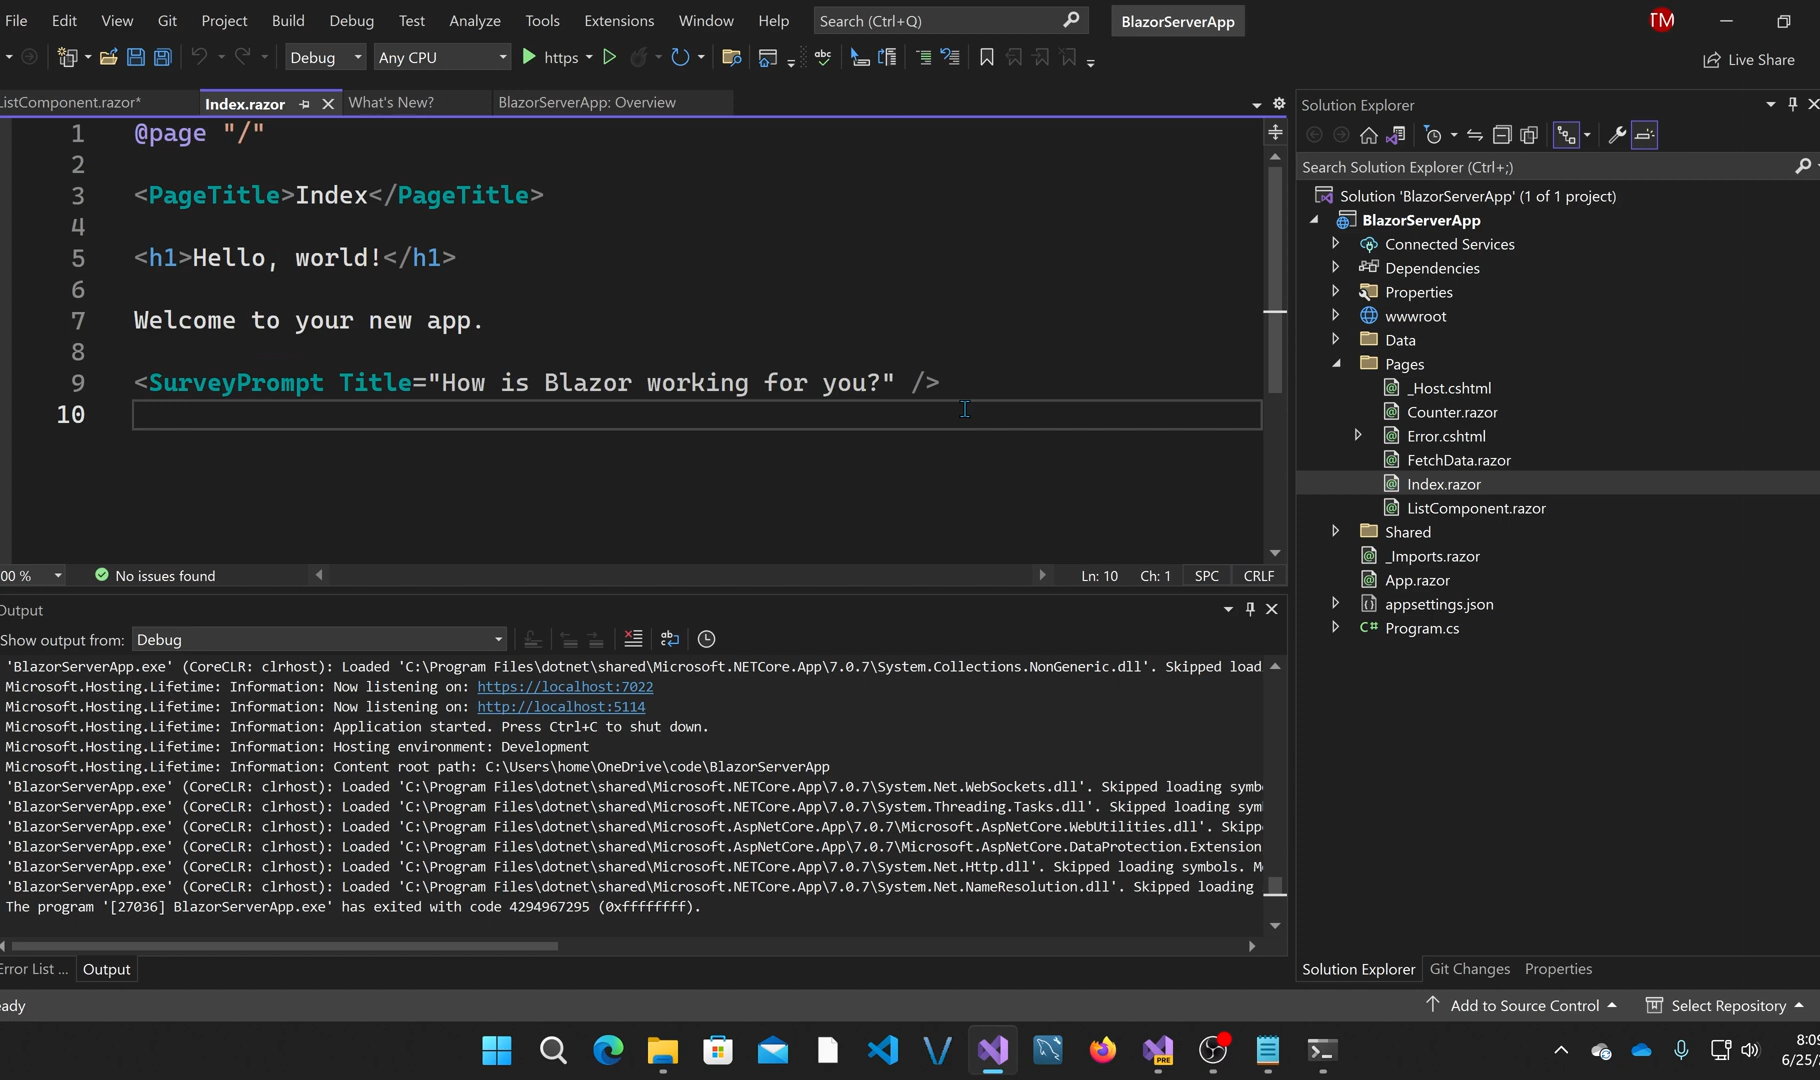 File Edit View Git Project Build Debug Test Analyze Tools Extensions Window Help Search (Ctrl+Q) BlazorServerApp TM
Debug Any CPU https abc Live Share
ListComponent.razor* Index.razor What's New? BlazorServerApp: Overview
1 @page "/"
2
3 <PageTitle>Index</PageTitle>
4
5 <h1>Hello, world!</h1>
6
7 Welcome to your new app.
8
9 <SurveyPrompt Title="How is Blazor working for you?" />
10
00 % No issues found Ln: 10 Ch: 1 SPC CRLF
Output
Show output from: Debug
'BlazorServerApp.exe' (CoreCLR: clrhost): Loaded 'C:\Program Files\dotnet\shared\Microsoft.NETCore.App\7.0.7\System.Collections.NonGeneric.dll'. Skipped load
Microsoft.Hosting.Lifetime: Information: Now listening on: https://localhost:7022
Microsoft.Hosting.Lifetime: Information: Now listening on: http://localhost:5114
Microsoft.Hosting.Lifetime: Information: Application started. Press Ctrl+C to shut down.
Microsoft.Hosting.Lifetime: Information: Hosting environment: Development
Microsoft.Hosting.Lifetime: Information: Content root path: C:\Users\home\OneDrive\code\BlazorServerApp
'BlazorServerApp.exe' (CoreCLR: clrhost): Loaded 'C:\Program Files\dotnet\shared\Microsoft.NETCore.App\7.0.7\System.Net.WebSockets.dll'. Skipped loading symb
'BlazorServerApp.exe' (CoreCLR: clrhost): Loaded 'C:\Program Files\dotnet\shared\Microsoft.NETCore.App\7.0.7\System.Threading.Tasks.dll'. Skipped loading sym
'BlazorServerApp.exe' (CoreCLR: clrhost): Loaded 'C:\Program Files\dotnet\shared\Microsoft.AspNetCore.App\7.0.7\Microsoft.AspNetCore.WebUtilities.dll'. Skipp
'BlazorServerApp.exe' (CoreCLR: clrhost): Loaded 'C:\Program Files\dotnet\shared\Microsoft.AspNetCore.App\7.0.7\Microsoft.AspNetCore.DataProtection.Extension
'BlazorServerApp.exe' (CoreCLR: clrhost): Loaded 'C:\Program Files\dotnet\shared\Microsoft.NETCore.App\7.0.7\System.Net.Http.dll'. Skipped loading symbols. M
'BlazorServerApp.exe' (CoreCLR: clrhost): Loaded 'C:\Program Files\dotnet\shared\Microsoft.NETCore.App\7.0.7\System.Net.NameResolution.dll'. Skipped loading
The program '[27036] BlazorServerApp.exe' has exited with code 4294967295 (0xffffffff).
Error List ... Output
Solution Explorer
Search Solution Explorer (Ctrl+;)
Solution 'BlazorServerApp' (1 of 1 project)
BlazorServerApp
Connected Services
Dependencies
Properties
wwwroot
Data
Pages
_Host.cshtml
Counter.razor
Error.cshtml
FetchData.razor
Index.razor
ListComponent.razor
Shared
_Imports.razor
App.razor
appsettings.json
C# Program.cs
Solution Explorer Git Changes Properties
eady Add to Source Control Select Repository
PRE
8:09
6/25/